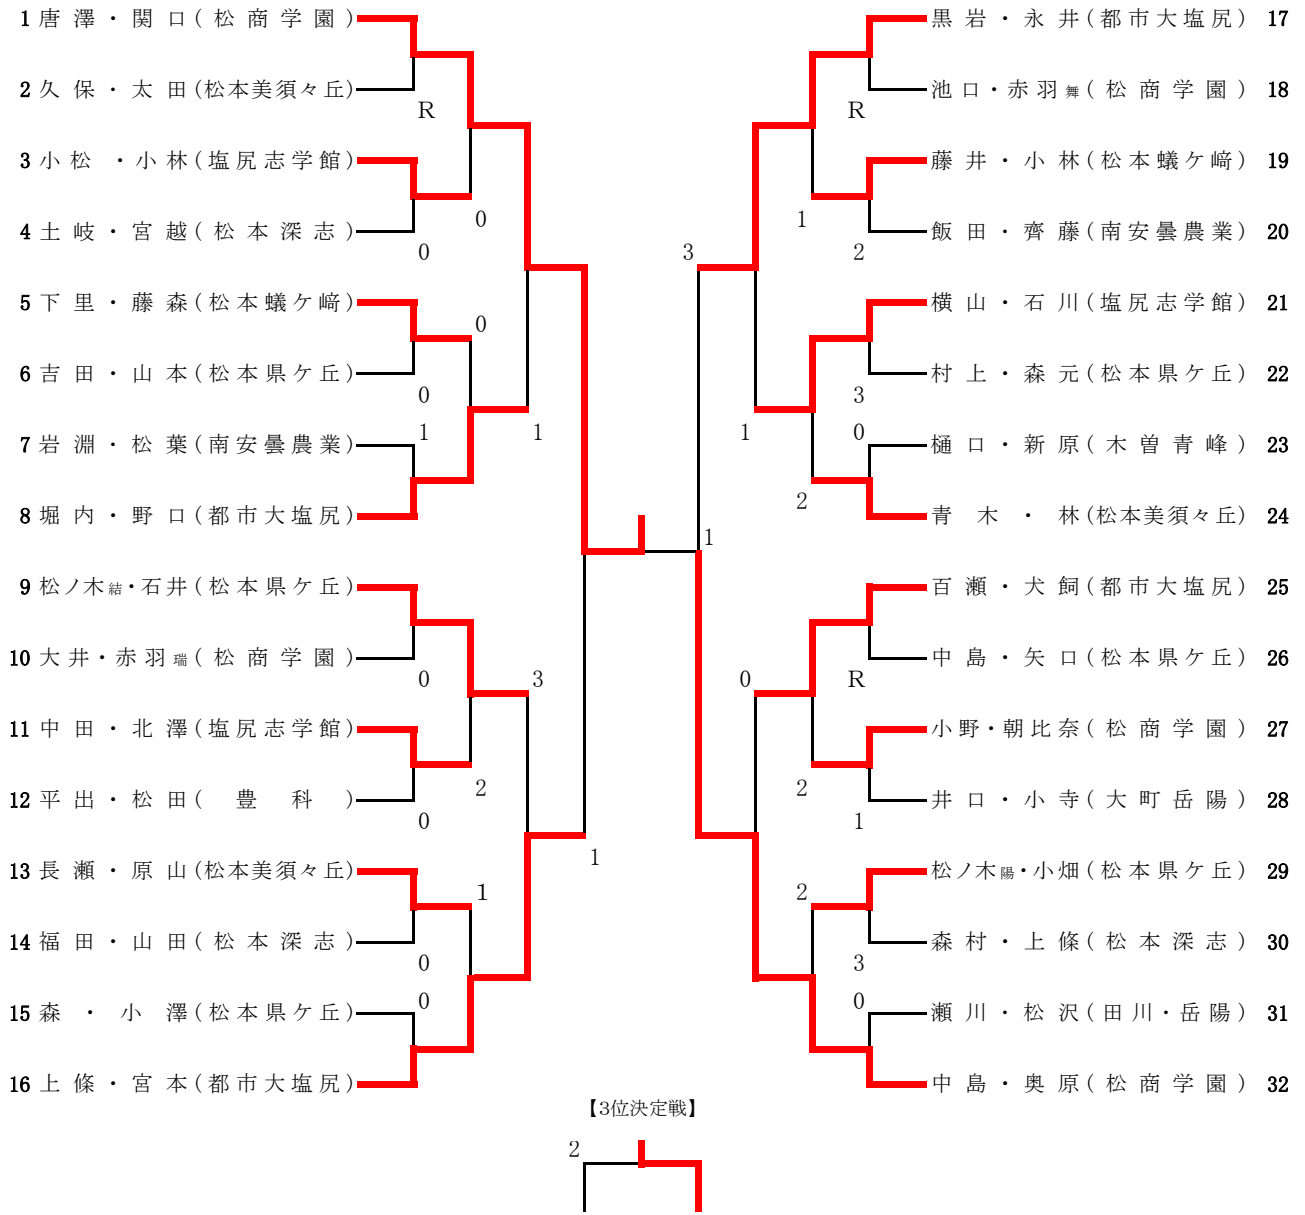 1 唐澤・関口(松商学園)
2 久保・太田(松本美須々丘)
R
3 小松・小林(塩尻志学館)
0
4 土岐・宮越(松本深志)
0
5 下里・藤森(松本蟻ケ﨑)
0
6 吉田・山本(松本県ケ丘)
0
1
1
7 岩淵・松葉(南安曇農業)
8 堀内・野口(都市大塩尻)
9 松ノ木結・石井(松本県ケ丘)
10 大井・赤羽瑞(松商学園)
0
3
11 中田・北澤(塩尻志学館)
2
12 平出・松田(豊科)
0
1
13 長瀬・原山(松本美須々丘)
1
14 福田・山田(松本深志)
0
0
15 森・小澤(松本県ケ丘)
16 上條・宮本(都市大塩尻)
黒岩・永井(都市大塩尻) 17
池口・赤羽舞(松商学園) 18
R
藤井・小林(松本蟻ケ﨑) 19
1
飯田・齊藤(南安曇農業) 20
3
2
横山・石川(塩尻志学館) 21
村上・森元(松本県ケ丘) 22
3
1
0
樋口・新原(木曽青峰) 23
2
青木・林(松本美須々丘) 24
1
百瀬・犬飼(都市大塩尻) 25
中島・矢口(松本県ケ丘) 26
0
R
小野・朝比奈(松商学園) 27
2
井口・小寺(大町岳陽) 28
1
松ノ木陽・小畑(松本県ケ丘) 29
2
森村・上條(松本深志) 30
3
0
瀬川・松沢(田川・岳陽) 31
中島・奥原(松商学園) 32
【3位決定戦】
2